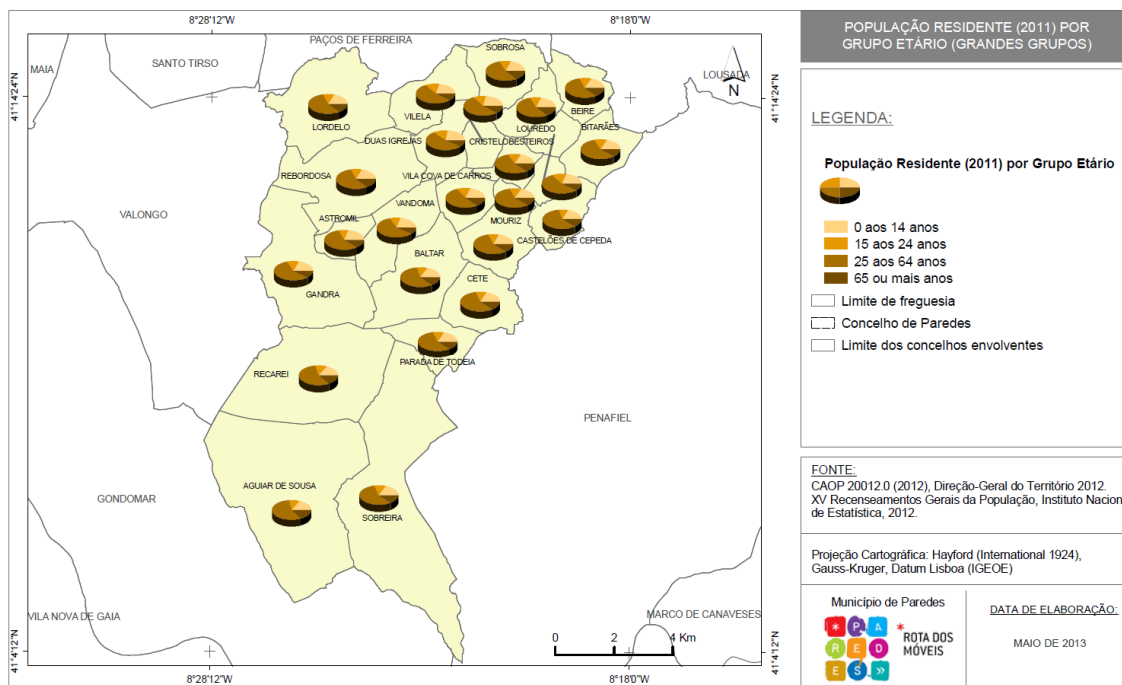 8°28'12"W
8°18'0"W
POPULAÇÃO RESIDENTE (2011) POR
GRUPO ETÁRIO (GRANDES GRUPOS)
PAÇOS DE FERREIRA
SOBROSA
SANTO TIRSO
MAIA
LOUSADA
N
41°14'24"N
41°14'24"N
BEIRE
VILELA
LOUREDO
LORDELO
BITARÃES
DUAS IGREJAS
CRISTELO
BESTEIROS
REBORDOSA
VILA COVA DE CARROS
VANDOMA
VALONGO
ASTROMIL
MOURIZ
CASTELÕES DE CEPEDA
BALTAR
CETE
GANDRA
PARADA DE TODEIA
RECAREI
PENAFIEL
AGUIAR DE SOUSA
GONDOMAR
SOBREIRA
VILA NOVA DE GAIA
MARCO DE CANAVESES
0 2 4 Km
41°4'12"N
41°4'12"N
8°28'12"W
8°18'0"W
LEGENDA:
População Residente (2011) por Grupo Etário
0 aos 14 anos
15 aos 24 anos
25 aos 64 anos
65 ou mais anos
Limite de freguesia
Concelho de Paredes
Limite dos concelhos envolventes
FONTE:
CAOP 20012.0 (2012), Direção-Geral do Território 2012.
XV Recenseamentos Gerais da População, Instituto Nacion
de Estatística, 2012.
Projeção Cartográfica: Hayford (International 1924),
Gauss-Kruger, Datum Lisboa (IGEOE)
Município de Paredes
* P A
R E D
E S »
* ROTA DOS
MÓVEIS
DATA DE ELABORAÇÃO:
MAIO DE 2013